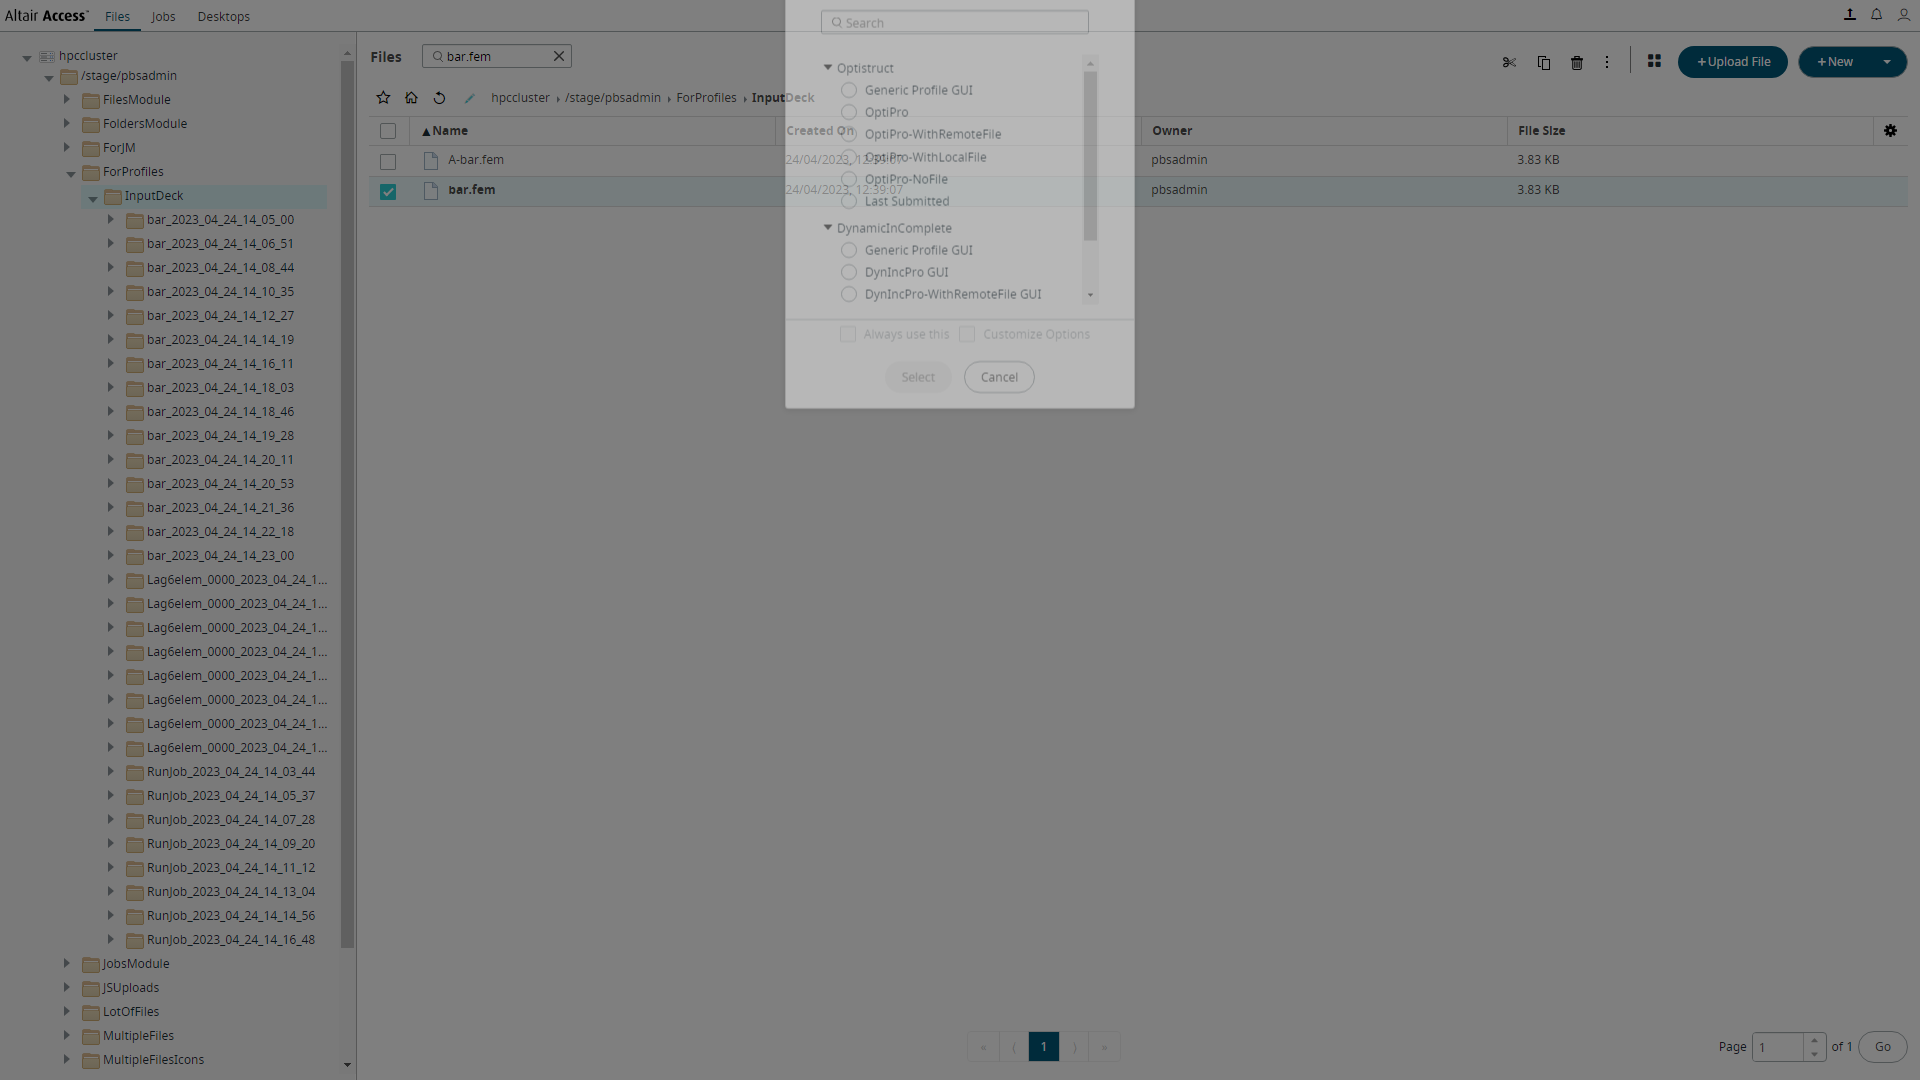 Altair Access™ Files Jobs Desktops
hpccluster
/stage/pbsadmin
FilesModule
FoldersModule
ForJM
ForProfiles
InputDeck
bar_2023_04_24_14_05_00
bar_2023_04_24_14_06_51
bar_2023_04_24_14_08_44
bar_2023_04_24_14_10_35
bar_2023_04_24_14_12_27
bar_2023_04_24_14_14_19
bar_2023_04_24_14_16_11
bar_2023_04_24_14_18_03
bar_2023_04_24_14_18_46
bar_2023_04_24_14_19_28
bar_2023_04_24_14_20_11
bar_2023_04_24_14_20_53
bar_2023_04_24_14_21_36
bar_2023_04_24_14_22_18
bar_2023_04_24_14_23_00
Lag6elem_0000_2023_04_24_1...
Lag6elem_0000_2023_04_24_1...
Lag6elem_0000_2023_04_24_1...
Lag6elem_0000_2023_04_24_1...
Lag6elem_0000_2023_04_24_1...
Lag6elem_0000_2023_04_24_1...
Lag6elem_0000_2023_04_24_1...
Lag6elem_0000_2023_04_24_1...
RunJob_2023_04_24_14_03_44
RunJob_2023_04_24_14_05_37
RunJob_2023_04_24_14_07_28
RunJob_2023_04_24_14_09_20
RunJob_2023_04_24_14_11_12
RunJob_2023_04_24_14_13_04
RunJob_2023_04_24_14_14_56
RunJob_2023_04_24_14_16_48
JobsModule
JSUploads
LotOfFiles
MultipleFiles
MultipleFilesIcons
Files bar.fem
+Upload File +New
hpccluster › /stage/pbsadmin › ForProfiles › InputDeck
Name Created On Owner File Size
A-bar.fem 24/04/2023, 12:39:07 pbsadmin 3.83 KB
bar.fem 24/04/2023, 12:39:07 pbsadmin 3.83 KB
Search
Optistruct
Generic Profile GUI
OptiPro
OptiPro-WithRemoteFile
OptiPro-WithLocalFile
OptiPro-NoFile
Last Submitted
DynamicInComplete
Generic Profile GUI
DynIncPro GUI
DynIncPro-WithRemoteFile GUI
Always use this Customize Options
Select Cancel
« ⟨ 1 ⟩ »
Page 1 of 1 Go